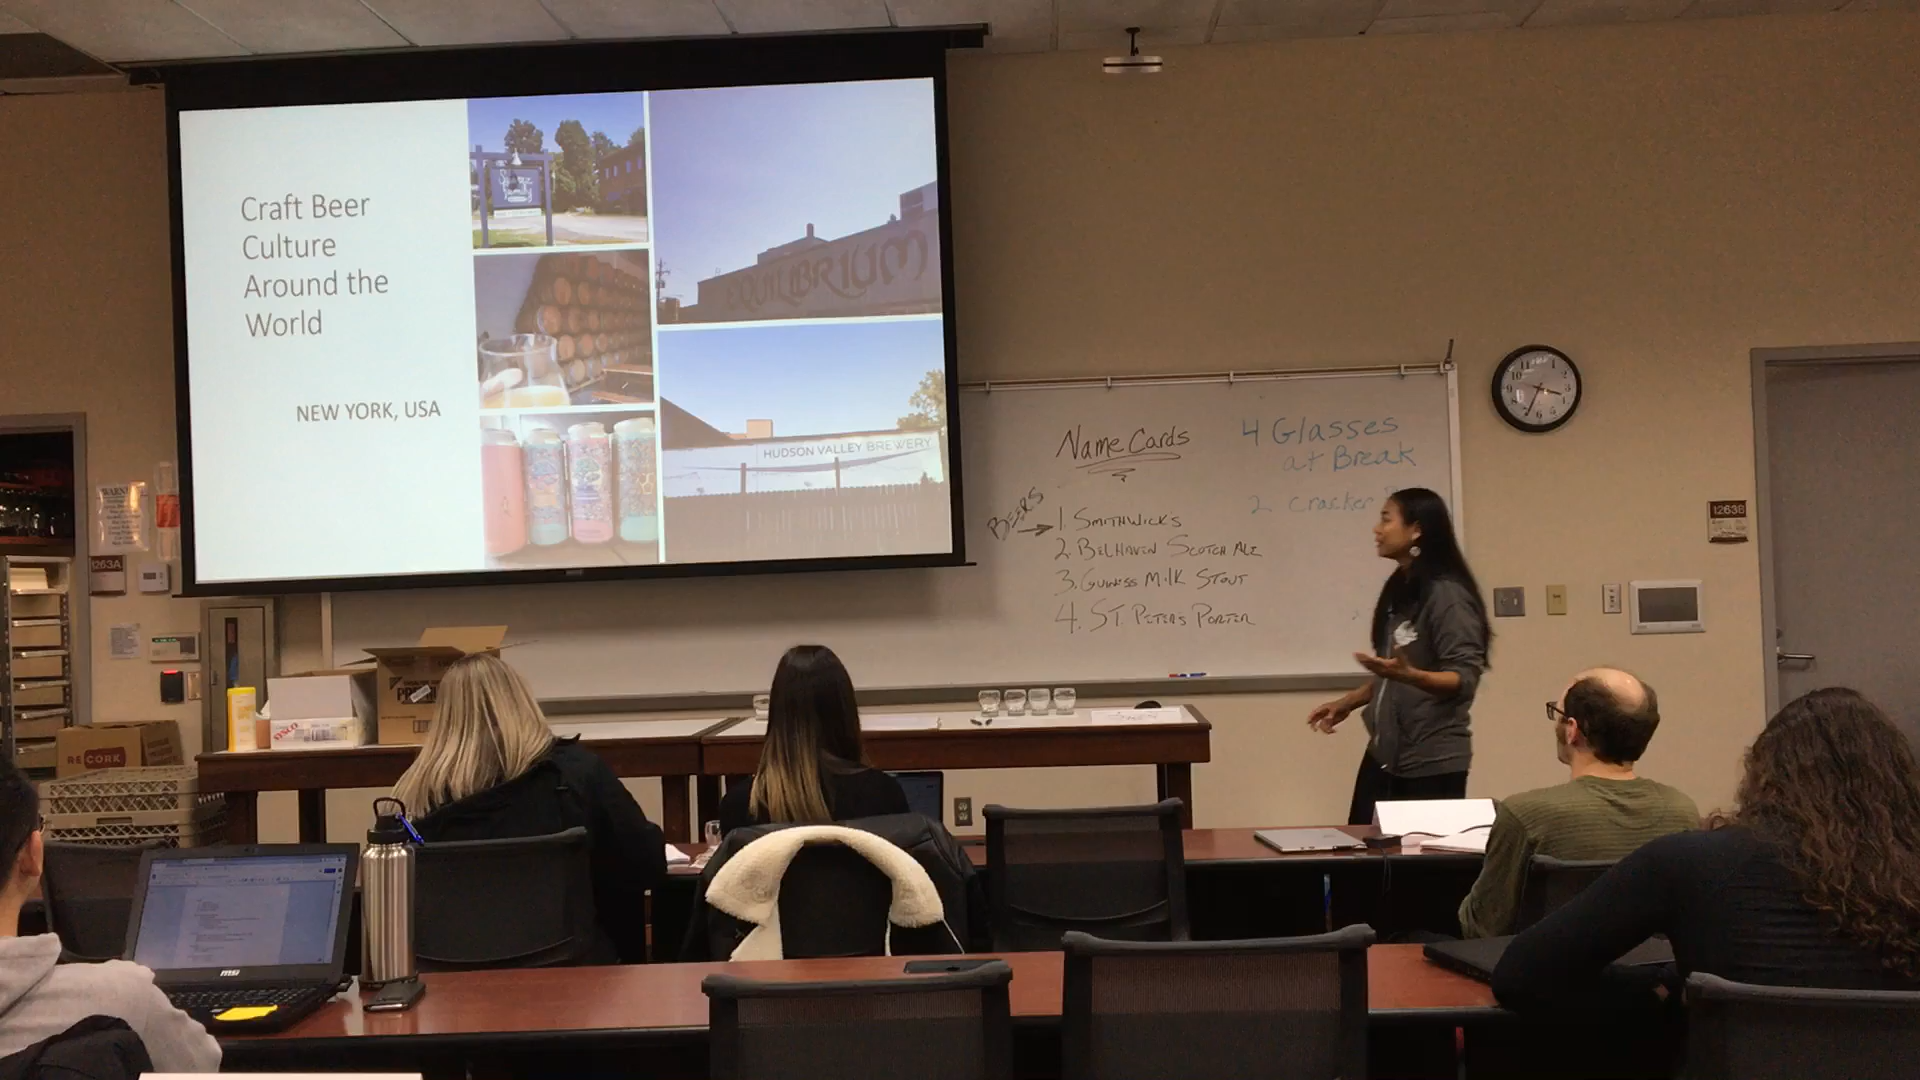 Craft Beer
Culture
Around the
World
NEW YORK, USA
EQUILIBRIUM
HUDSON VALLEY BREWERY
Name Cards
4 Glasses
at Break
2 Cracker
BEERS
1. SMITHWICKS
2. BELHAVEN SCOTCH ALE
3. GUINISS MILK STOUT
4. ST. PETER'S PORTER
1263A
1263B
RECORK
msi